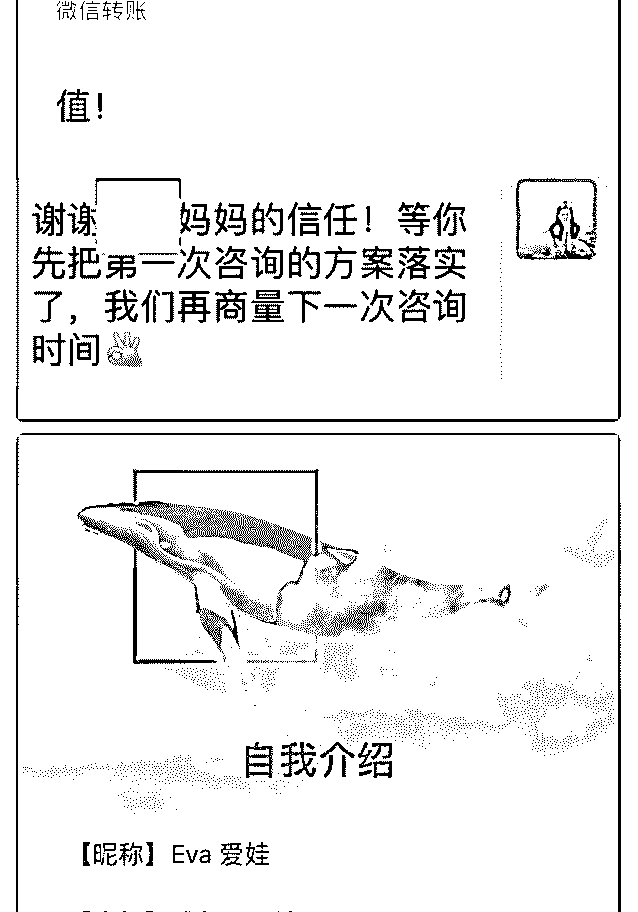 微信转账
值！
谢谢 妈妈的信任！等你
先把第一次咨询的方案落实
了，我们再商量下一次咨询
时间👌
自我介绍
【昵称】Eva 爱娃